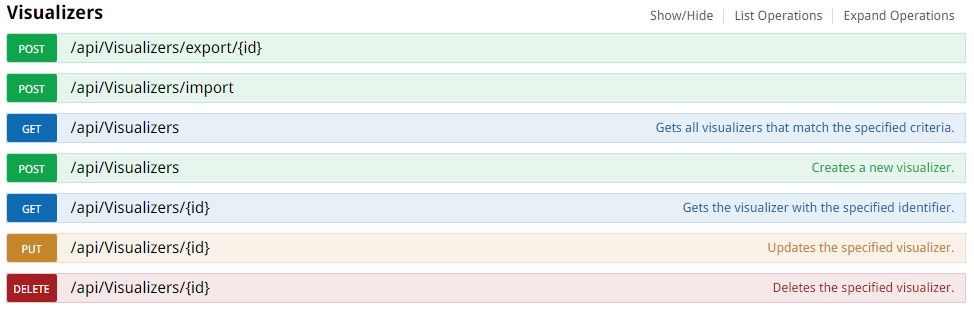 Visualizers Show/Hide List Operations Expand Operations
POST /api/Visualizers/export/{id}
POST /api/Visualizers/import
GET /api/Visualizers Gets all visualizers that match the specified criteria.
POST /api/Visualizers Creates a new visualizer.
GET /api/Visualizers/{id} Gets the visualizer with the specified identifier.
PUT /api/Visualizers/{id} Updates the specified visualizer.
DELETE /api/Visualizers/{id} Deletes the specified visualizer.